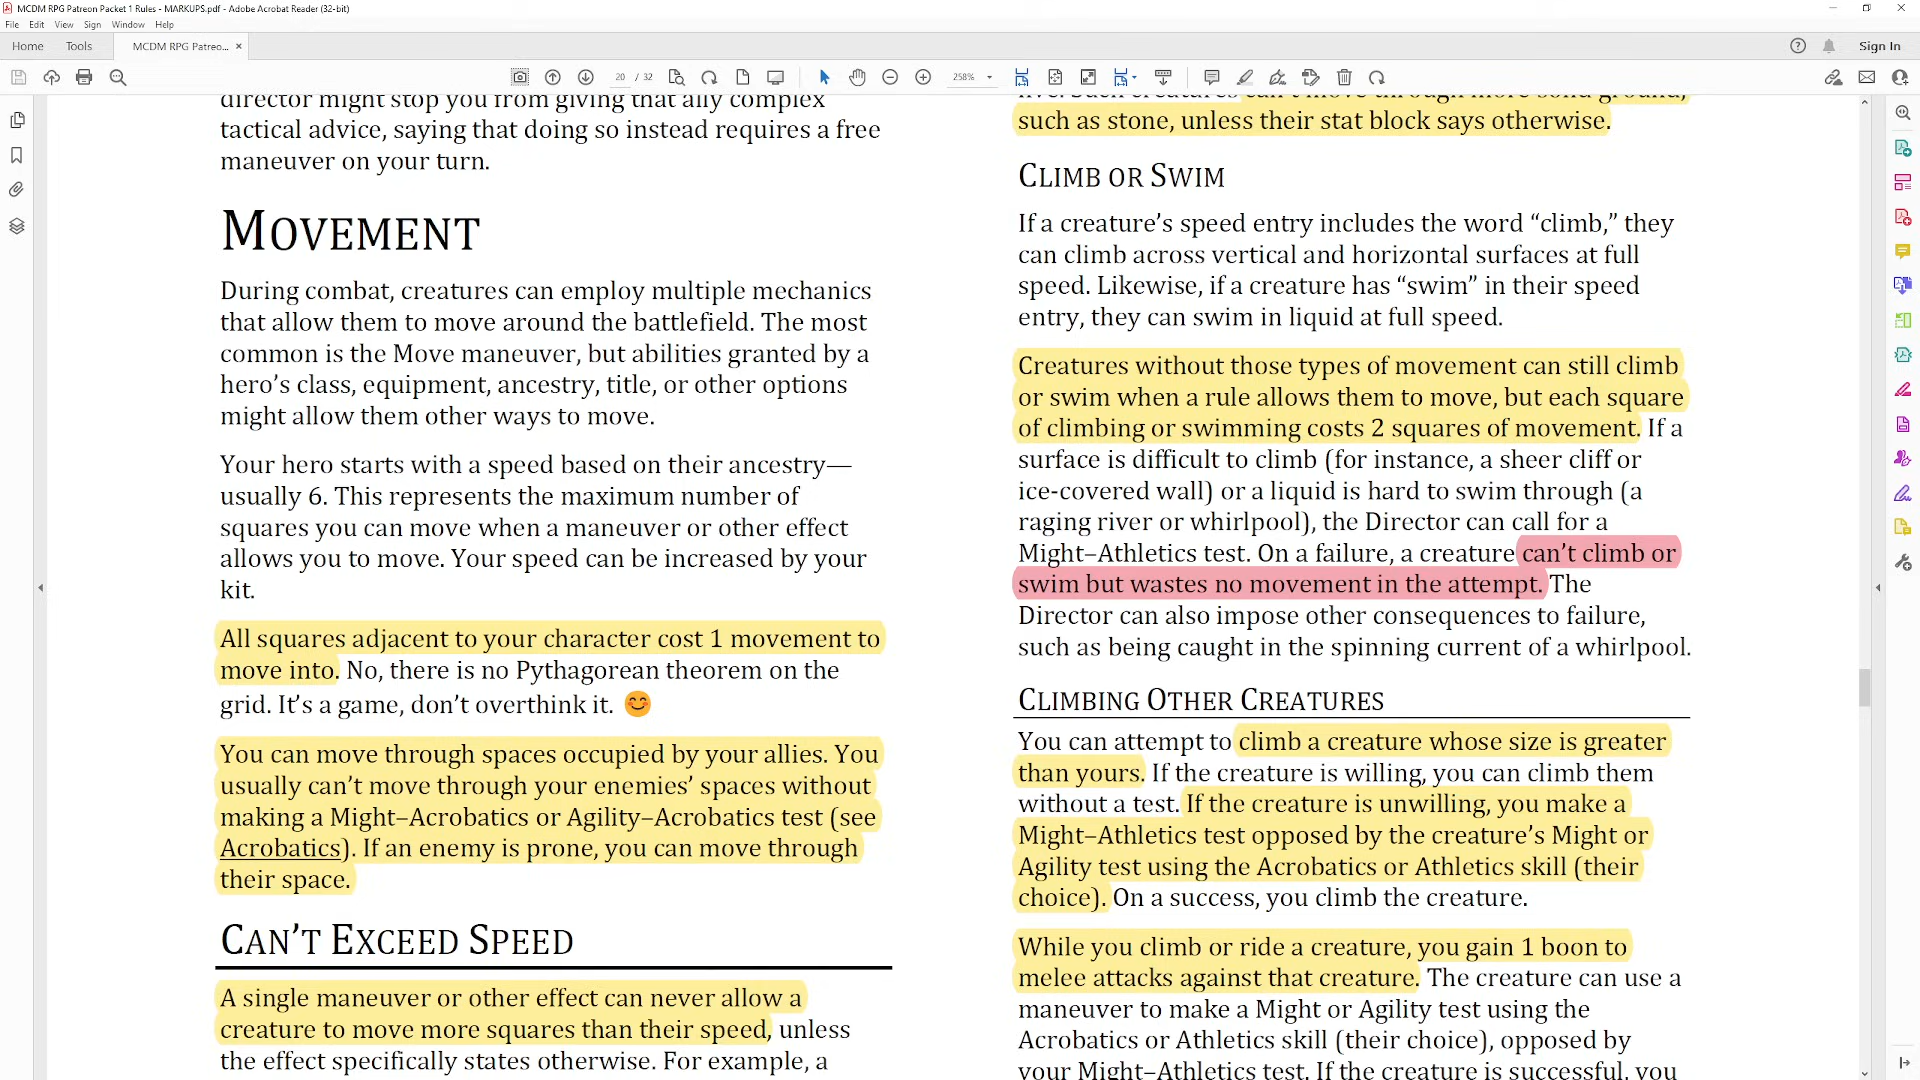 MCDM RPG Patreon Packet 1 Rules - MARKUPS.pdf - Adobe Acrobat Reader (32-bit)
File Edit View Sign Window Help
Home Tools MCDM RPG Patreo... × Sign In
20 / 32 258%
director might stop you from giving that ally complex
tactical advice, saying that doing so instead requires a free
maneuver on your turn.
MOVEMENT
During combat, creatures can employ multiple mechanics
that allow them to move around the battlefield. The most
common is the Move maneuver, but abilities granted by a
hero’s class, equipment, ancestry, title, or other options
might allow them other ways to move.
Your hero starts with a speed based on their ancestry—
usually 6. This represents the maximum number of
squares you can move when a maneuver or other effect
allows you to move. Your speed can be increased by your
kit.
All squares adjacent to your character cost 1 movement to
move into. No, there is no Pythagorean theorem on the
grid. It’s a game, don’t overthink it. 😊
You can move through spaces occupied by your allies. You
usually can’t move through your enemies’ spaces without
making a Might–Acrobatics or Agility–Acrobatics test (see
Acrobatics). If an enemy is prone, you can move through
their space.
CAN’T EXCEED SPEED
A single maneuver or other effect can never allow a
creature to move more squares than their speed, unless
the effect specifically states otherwise. For example, a
live. Such creatures can’t move through more solid ground,
such as stone, unless their stat block says otherwise.
CLIMB OR SWIM
If a creature’s speed entry includes the word “climb,” they
can climb across vertical and horizontal surfaces at full
speed. Likewise, if a creature has “swim” in their speed
entry, they can swim in liquid at full speed.
Creatures without those types of movement can still climb
or swim when a rule allows them to move, but each square
of climbing or swimming costs 2 squares of movement. If a
surface is difficult to climb (for instance, a sheer cliff or
ice-covered wall) or a liquid is hard to swim through (a
raging river or whirlpool), the Director can call for a
Might–Athletics test. On a failure, a creature can’t climb or
swim but wastes no movement in the attempt. The
Director can also impose other consequences to failure,
such as being caught in the spinning current of a whirlpool.
CLIMBING OTHER CREATURES
You can attempt to climb a creature whose size is greater
than yours. If the creature is willing, you can climb them
without a test. If the creature is unwilling, you make a
Might–Athletics test opposed by the creature’s Might or
Agility test using the Acrobatics or Athletics skill (their
choice). On a success, you climb the creature.
While you climb or ride a creature, you gain 1 boon to
melee attacks against that creature. The creature can use a
maneuver to make a Might or Agility test using the
Acrobatics or Athletics skill (their choice), opposed by
your Might–Athletics test. If the creature is successful, you